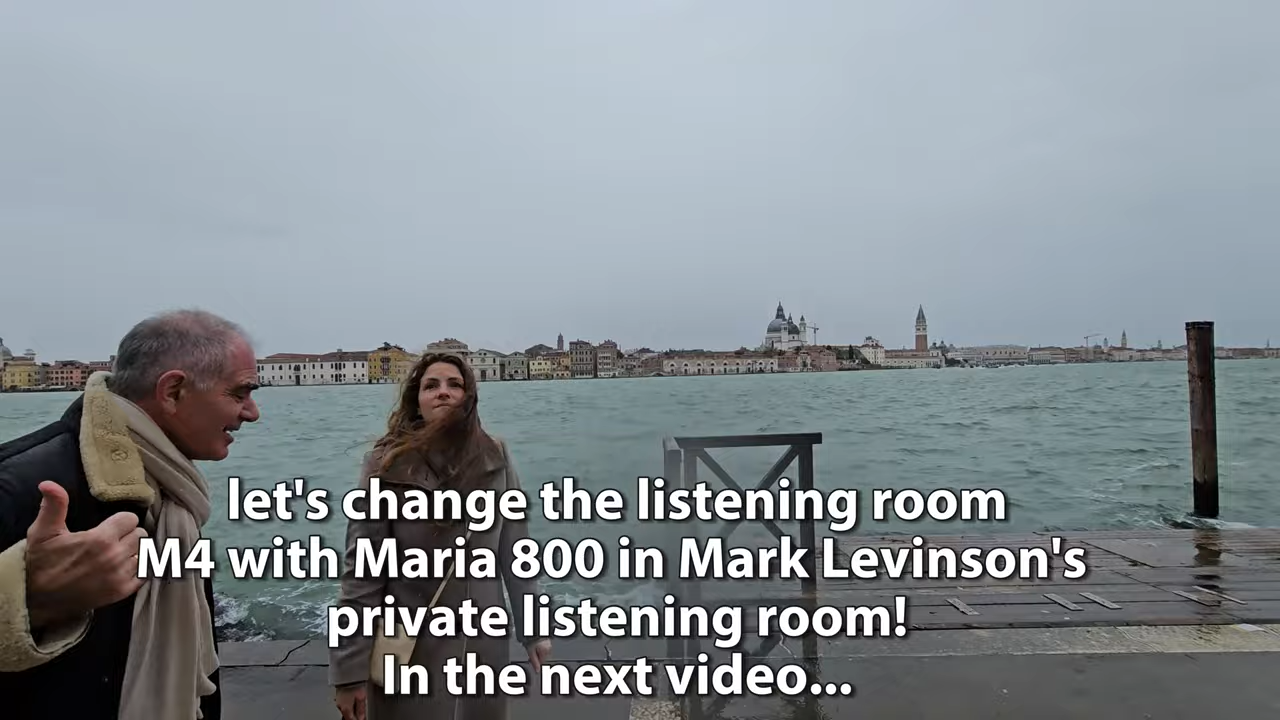 let's change the listening room
M4 with Maria 800 in Mark Levinson's
private listening room!
In the next video...